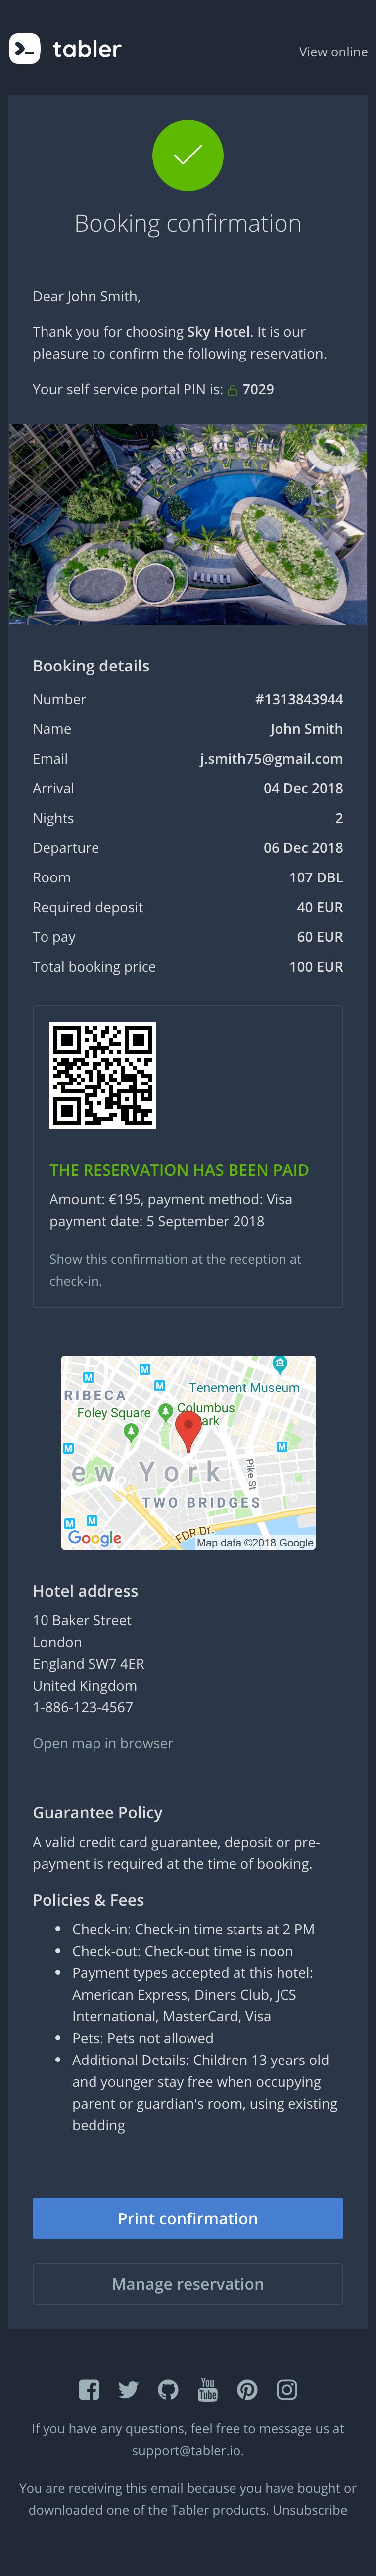 tabler
View online
Booking confirmation
Dear John Smith,
Thank you for choosing Sky Hotel. It is our
pleasure to confirm the following reservation.
Your self service portal PIN is: 7029
Booking details
Number #1313843944
Name John Smith
Email j.smith75@gmail.com
Arrival 04 Dec 2018
Nights 2
Departure 06 Dec 2018
Room 107 DBL
Required deposit 40 EUR
To pay 60 EUR
Total booking price 100 EUR
THE RESERVATION HAS BEEN PAID
Amount: €195, payment method: Visa
payment date: 5 September 2018
Show this confirmation at the reception at
check-in.
M
M
M
RIBECA
Tenement Museum
Foley Square
Columbus
ark
M
M
ew York
Pike St
TWO BRIDGES
M
M
FDR Dr.
Google
Map data ©2018 Google
Hotel address
10 Baker Street
London
England SW7 4ER
United Kingdom
1-886-123-4567
Open map in browser
Guarantee Policy
A valid credit card guarantee, deposit or pre-
payment is required at the time of booking.
Policies & Fees
• Check-in: Check-in time starts at 2 PM
• Check-out: Check-out time is noon
• Payment types accepted at this hotel:
American Express, Diners Club, JCS
International, MasterCard, Visa
• Pets: Pets not allowed
• Additional Details: Children 13 years old
and younger stay free when occupying
parent or guardian's room, using existing
bedding
Print confirmation
Manage reservation
You
Tube
If you have any questions, feel free to message us at
support@tabler.io.
You are receiving this email because you have bought or
downloaded one of the Tabler products. Unsubscribe